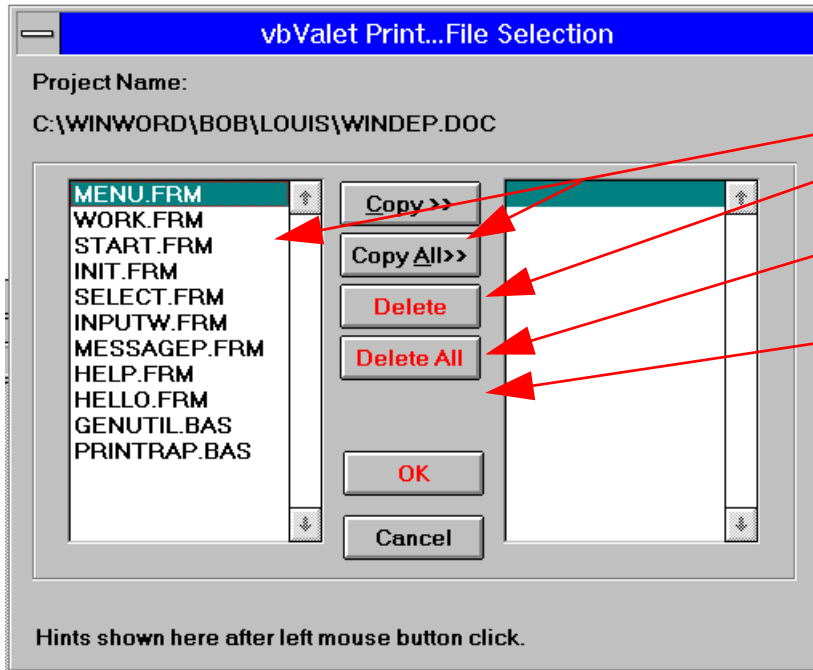 vbValet Print...File Selection
Project Name:
C:\WINWORD\BOB\LOUIS\WINDEP.DOC
MENU.FRM
WORK.FRM
START.FRM
INIT.FRM
SELECT.FRM
INPUTW.FRM
MESSAGEP.FRM
HELP.FRM
HELLO.FRM
GENUTIL.BAS
PRINTRAP.BAS
Copy >>
Copy All>>
Delete
Delete All
OK
Cancel
Hints shown here after left mouse button click.